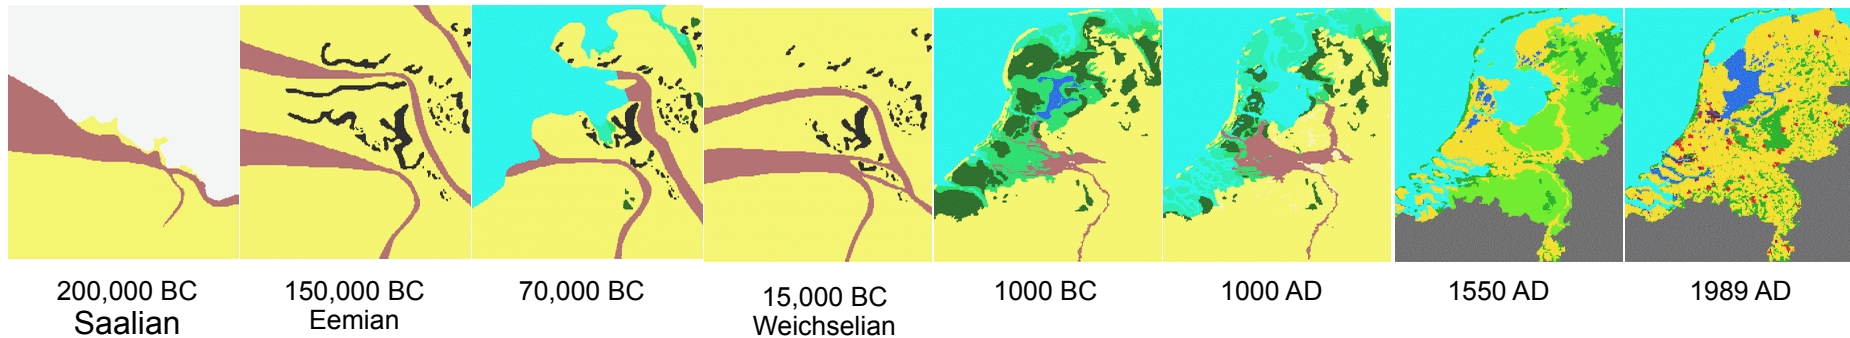 200,000 BC
Saalian
150,000 BC
Eemian
70,000 BC
15,000 BC
Weichselian
1000 BC
1000 AD
1550 AD
1989 AD